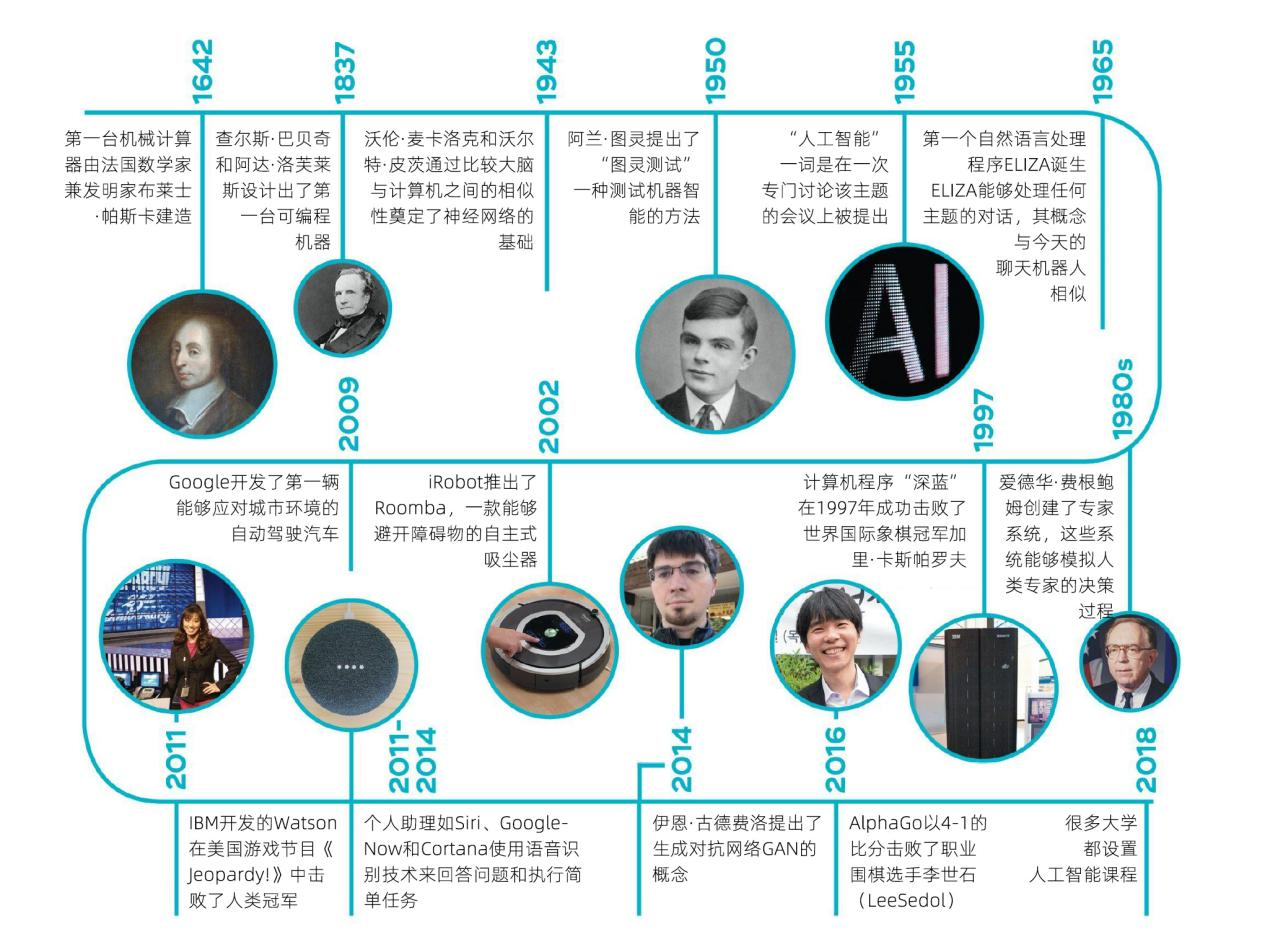 1642
第一台机械计算
器由法国数学家
兼发明家布莱士
·帕斯卡建造
1837
查尔斯·巴贝奇
和阿达·洛芙莱
斯设计出了第
一台可编程
机器
1943
沃伦·麦卡洛克和沃尔
特·皮茨通过比较大脑
与计算机之间的相似
性奠定了神经网络的
基础
1950
阿兰·图灵提出了
“图灵测试”
一种测试机器智
能的方法
1955
“人工智能”
一词是在一次
专门讨论该主题
的会议上被提出
AI
1965
第一个自然语言处理
程序ELIZA诞生
ELIZA能够处理任何
主题的对话，其概念
与今天的
聊天机器人
相似
1980s
爱德华·费根鲍
姆创建了专家
系统，这些系
统能够模拟人
类专家的决策
过程
1997
计算机程序“深蓝”
在1997年成功击败了
世界国际象棋冠军加
里·卡斯帕罗夫
2002
iRobot推出了
Roomba，一款能够
避开障碍物的自主式
吸尘器
2009
Google开发了第一辆
能够应对城市环境的
自动驾驶汽车
2011
IBM开发的Watson
在美国游戏节目《
Jeopardy!》中击
败了人类冠军
2011-
2014
个人助理如Siri、Google-
Now和Cortana使用语音识
别技术来回答问题和执行简
单任务
2014
伊恩·古德费洛提出了
生成对抗网络GAN的
概念
2016
AlphaGo以4-1的
比分击败了职业
围棋选手李世石
（LeeSedol）
2018
很多大学
都设置
人工智能课程